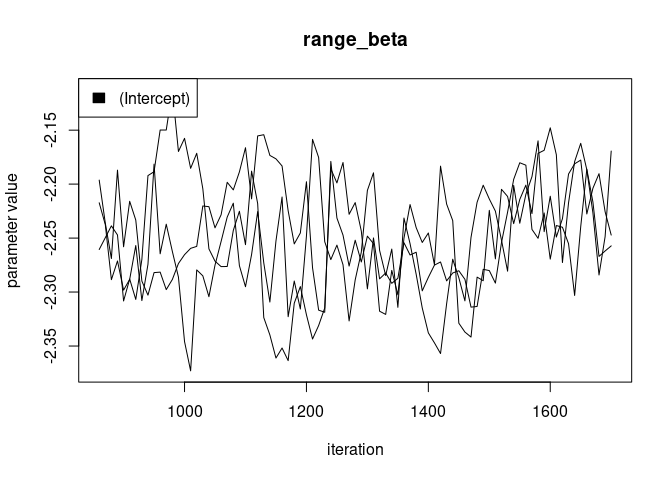 range_beta
(Intercept)
parameter value
-2.15
-2.20
-2.25
-2.30
-2.35
1000 1200 1400 1600
iteration